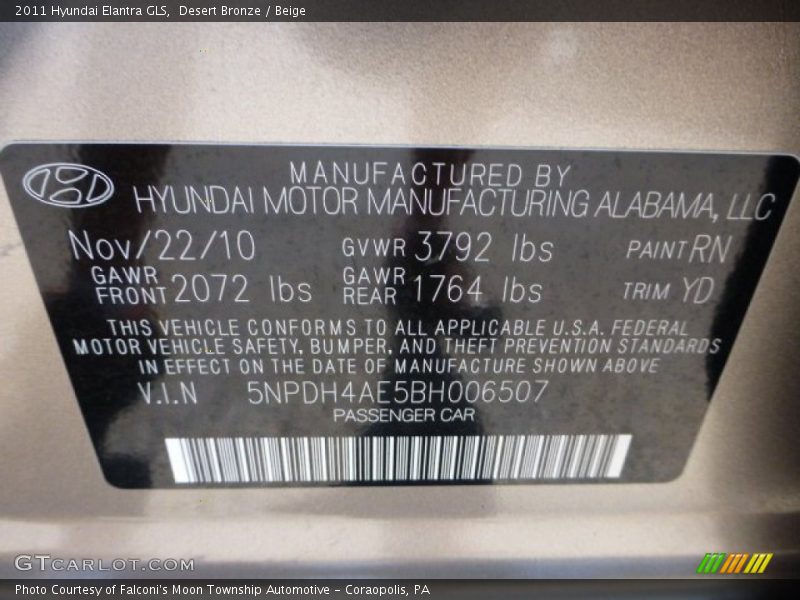 2011 Hyundai Elantra GLS,  Desert Bronze / Beige
MANUFACTURED BY
HYUNDAI MOTOR MANUFACTURING ALABAMA, LLC
Nov/22/10 GVWR 3792 lbs PAINT RN
GAWR FRONT 2072 lbs GAWR REAR 1764 lbs TRIM YD
THIS VEHICLE CONFORMS TO ALL APPLICABLE U.S.A. FEDERAL
MOTOR VEHICLE SAFETY, BUMPER, AND THEFT PREVENTION STANDARDS
IN EFFECT ON THE DATE OF MANUFACTURE SHOWN ABOVE
V.I.N 5NPDH4AE5BH006507
PASSENGER CAR
GTCARLOT.COM
Photo Courtesy of Falconi's Moon Township Automotive – Coraopolis, PA